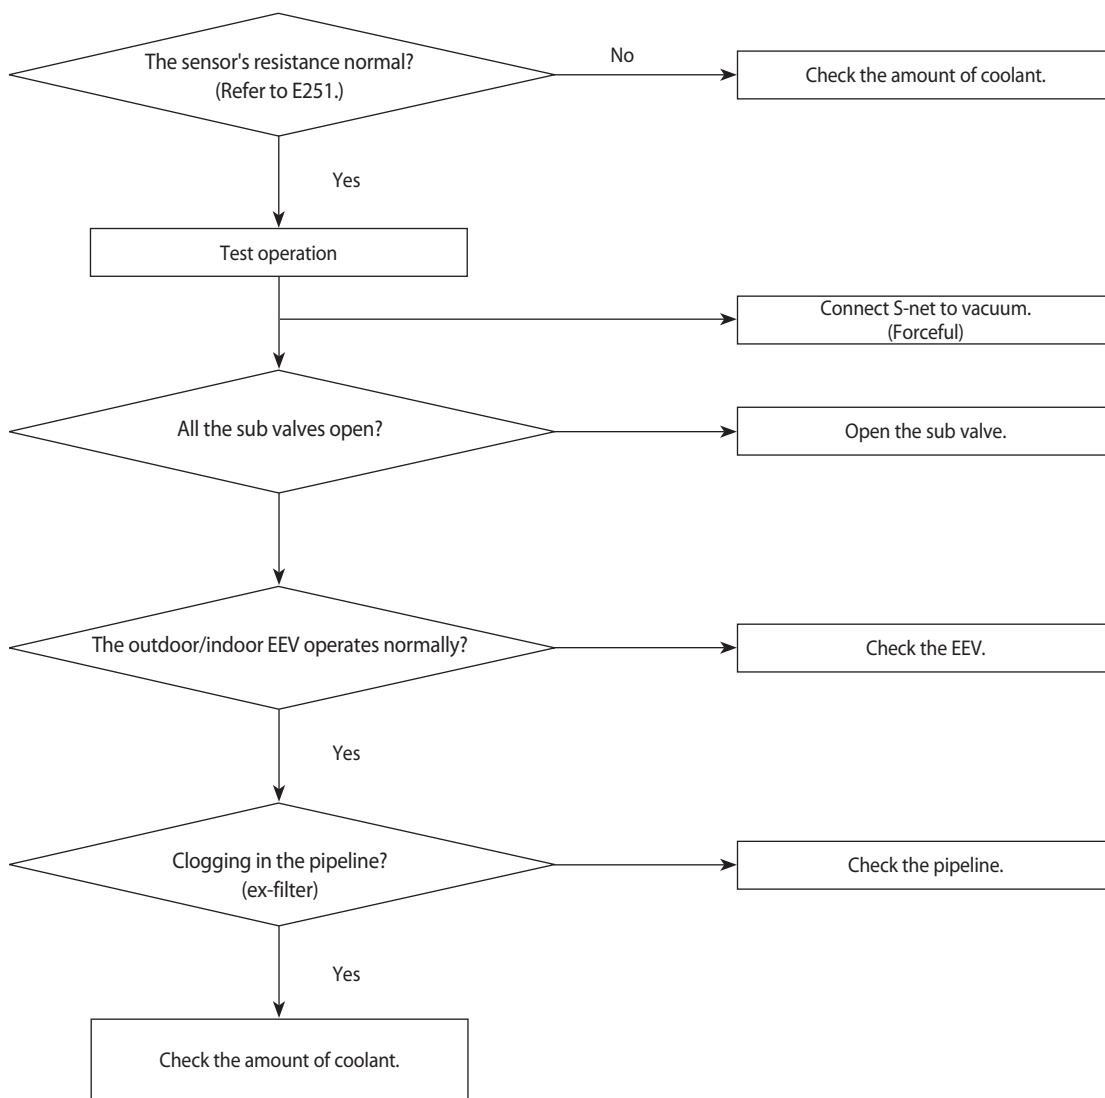 The sensor's resistance normal?
(Refer to E251.)
No
Check the amount of coolant.
Yes
Test operation
Connect S-net to vacuum.
(Forceful)
All the sub valves open?
Open the sub valve.
The outdoor/indoor EEV operates normally?
Check the EEV.
Yes
Clogging in the pipeline?
(ex-filter)
Check the pipeline.
Yes
Check the amount of coolant.